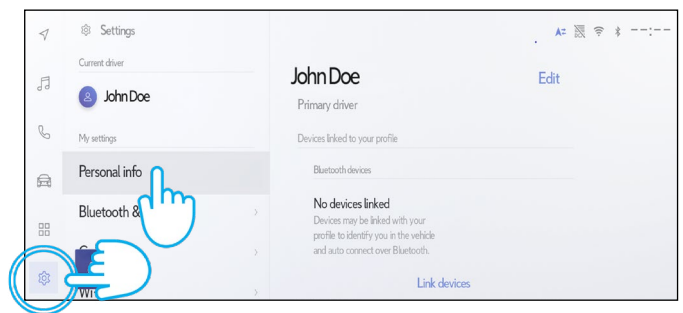 Settings
--:--
Current driver
John Doe
My settings
Personal info
Bluetooth &
John Doe
Edit
Primary driver
Devices linked to your profile
Bluetooth devices
No devices linked
Devices may be linked with your
profile to identify you in the vehicle
and auto connect over Bluetooth.
Link devices